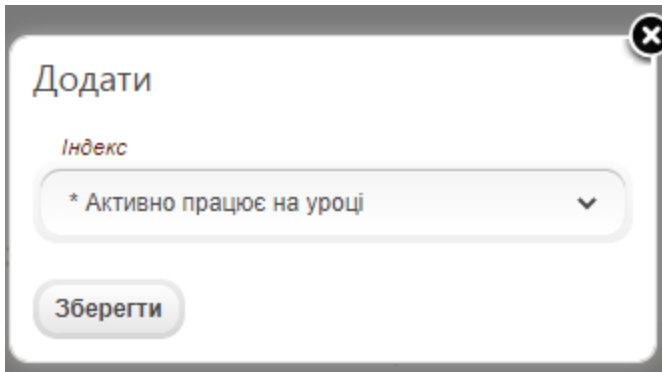 Додати
Індекс
* Активно працює на уроці
Зберегти